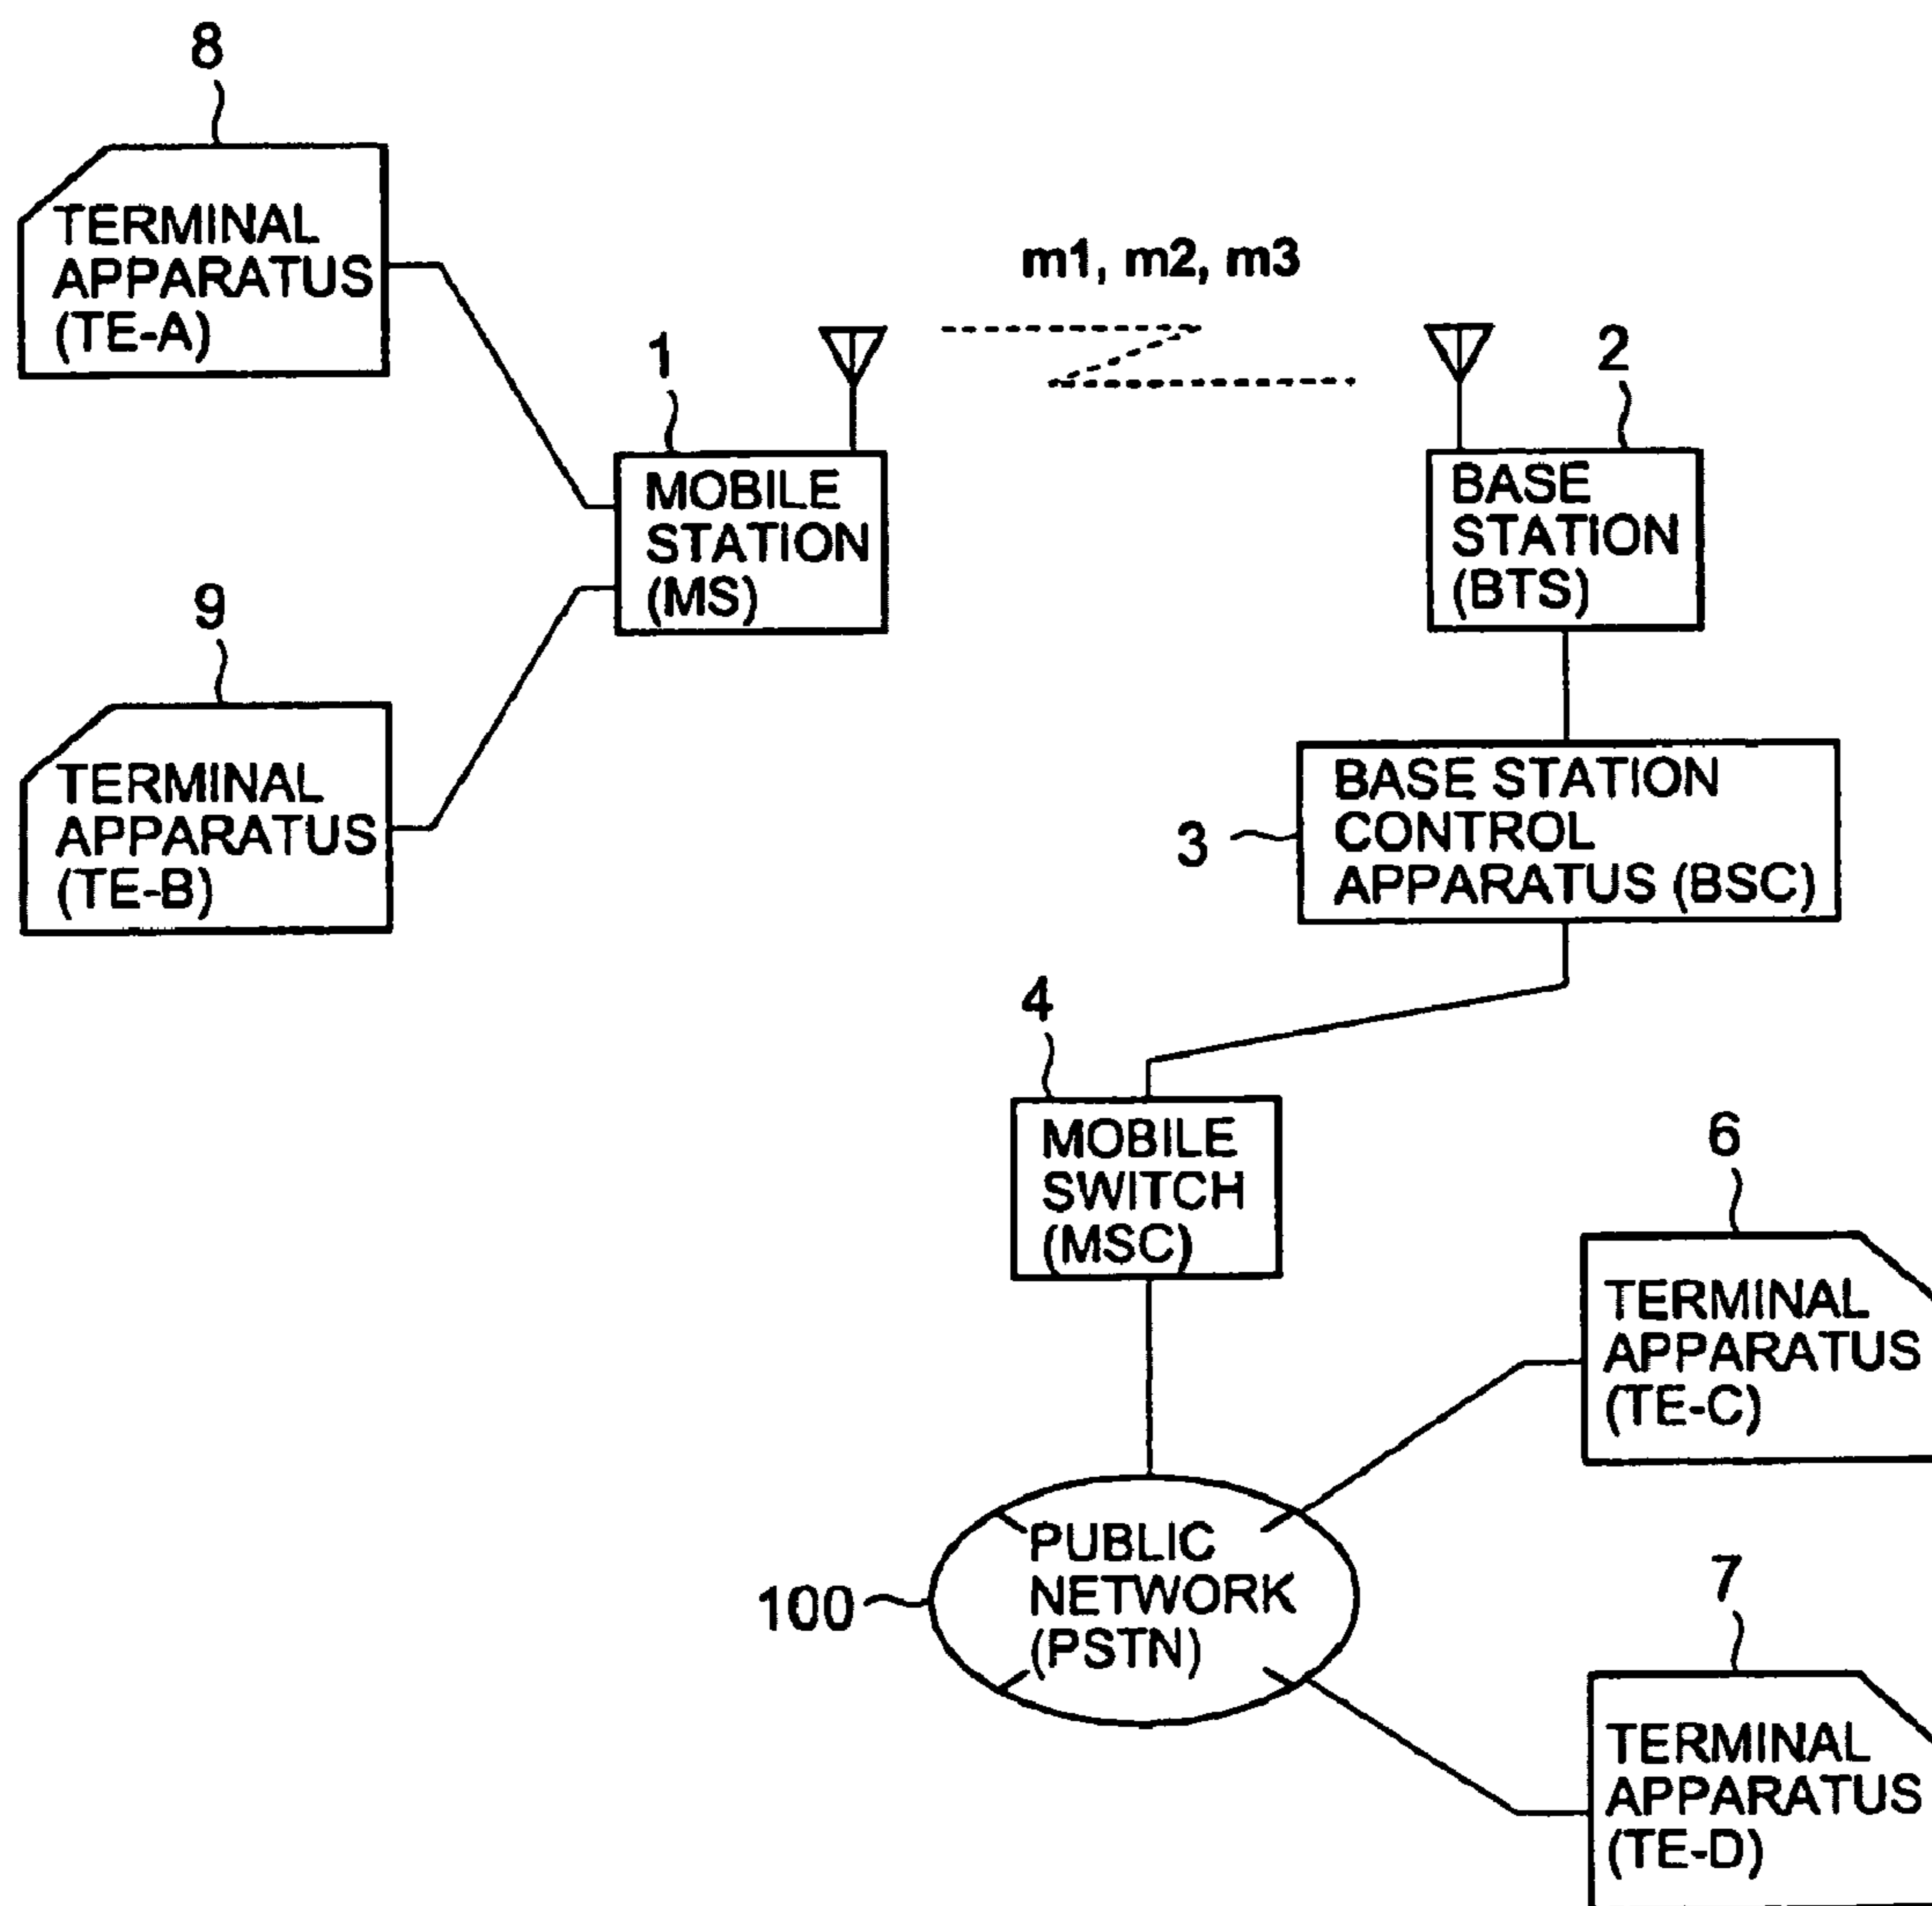 8
TERMINAL
APPARATUS
(TE-A)
m1, m2, m3
1
MOBILE
STATION
(MS)
2
BASE
STATION
(BTS)
9
TERMINAL
APPARATUS
(TE-B)
3
BASE STATION
CONTROL
APPARATUS (BSC)
4
MOBILE
SWITCH
(MSC)
6
TERMINAL
APPARATUS
(TE-C)
100
PUBLIC
NETWORK
(PSTN)
7
TERMINAL
APPARATUS
(TE-D)